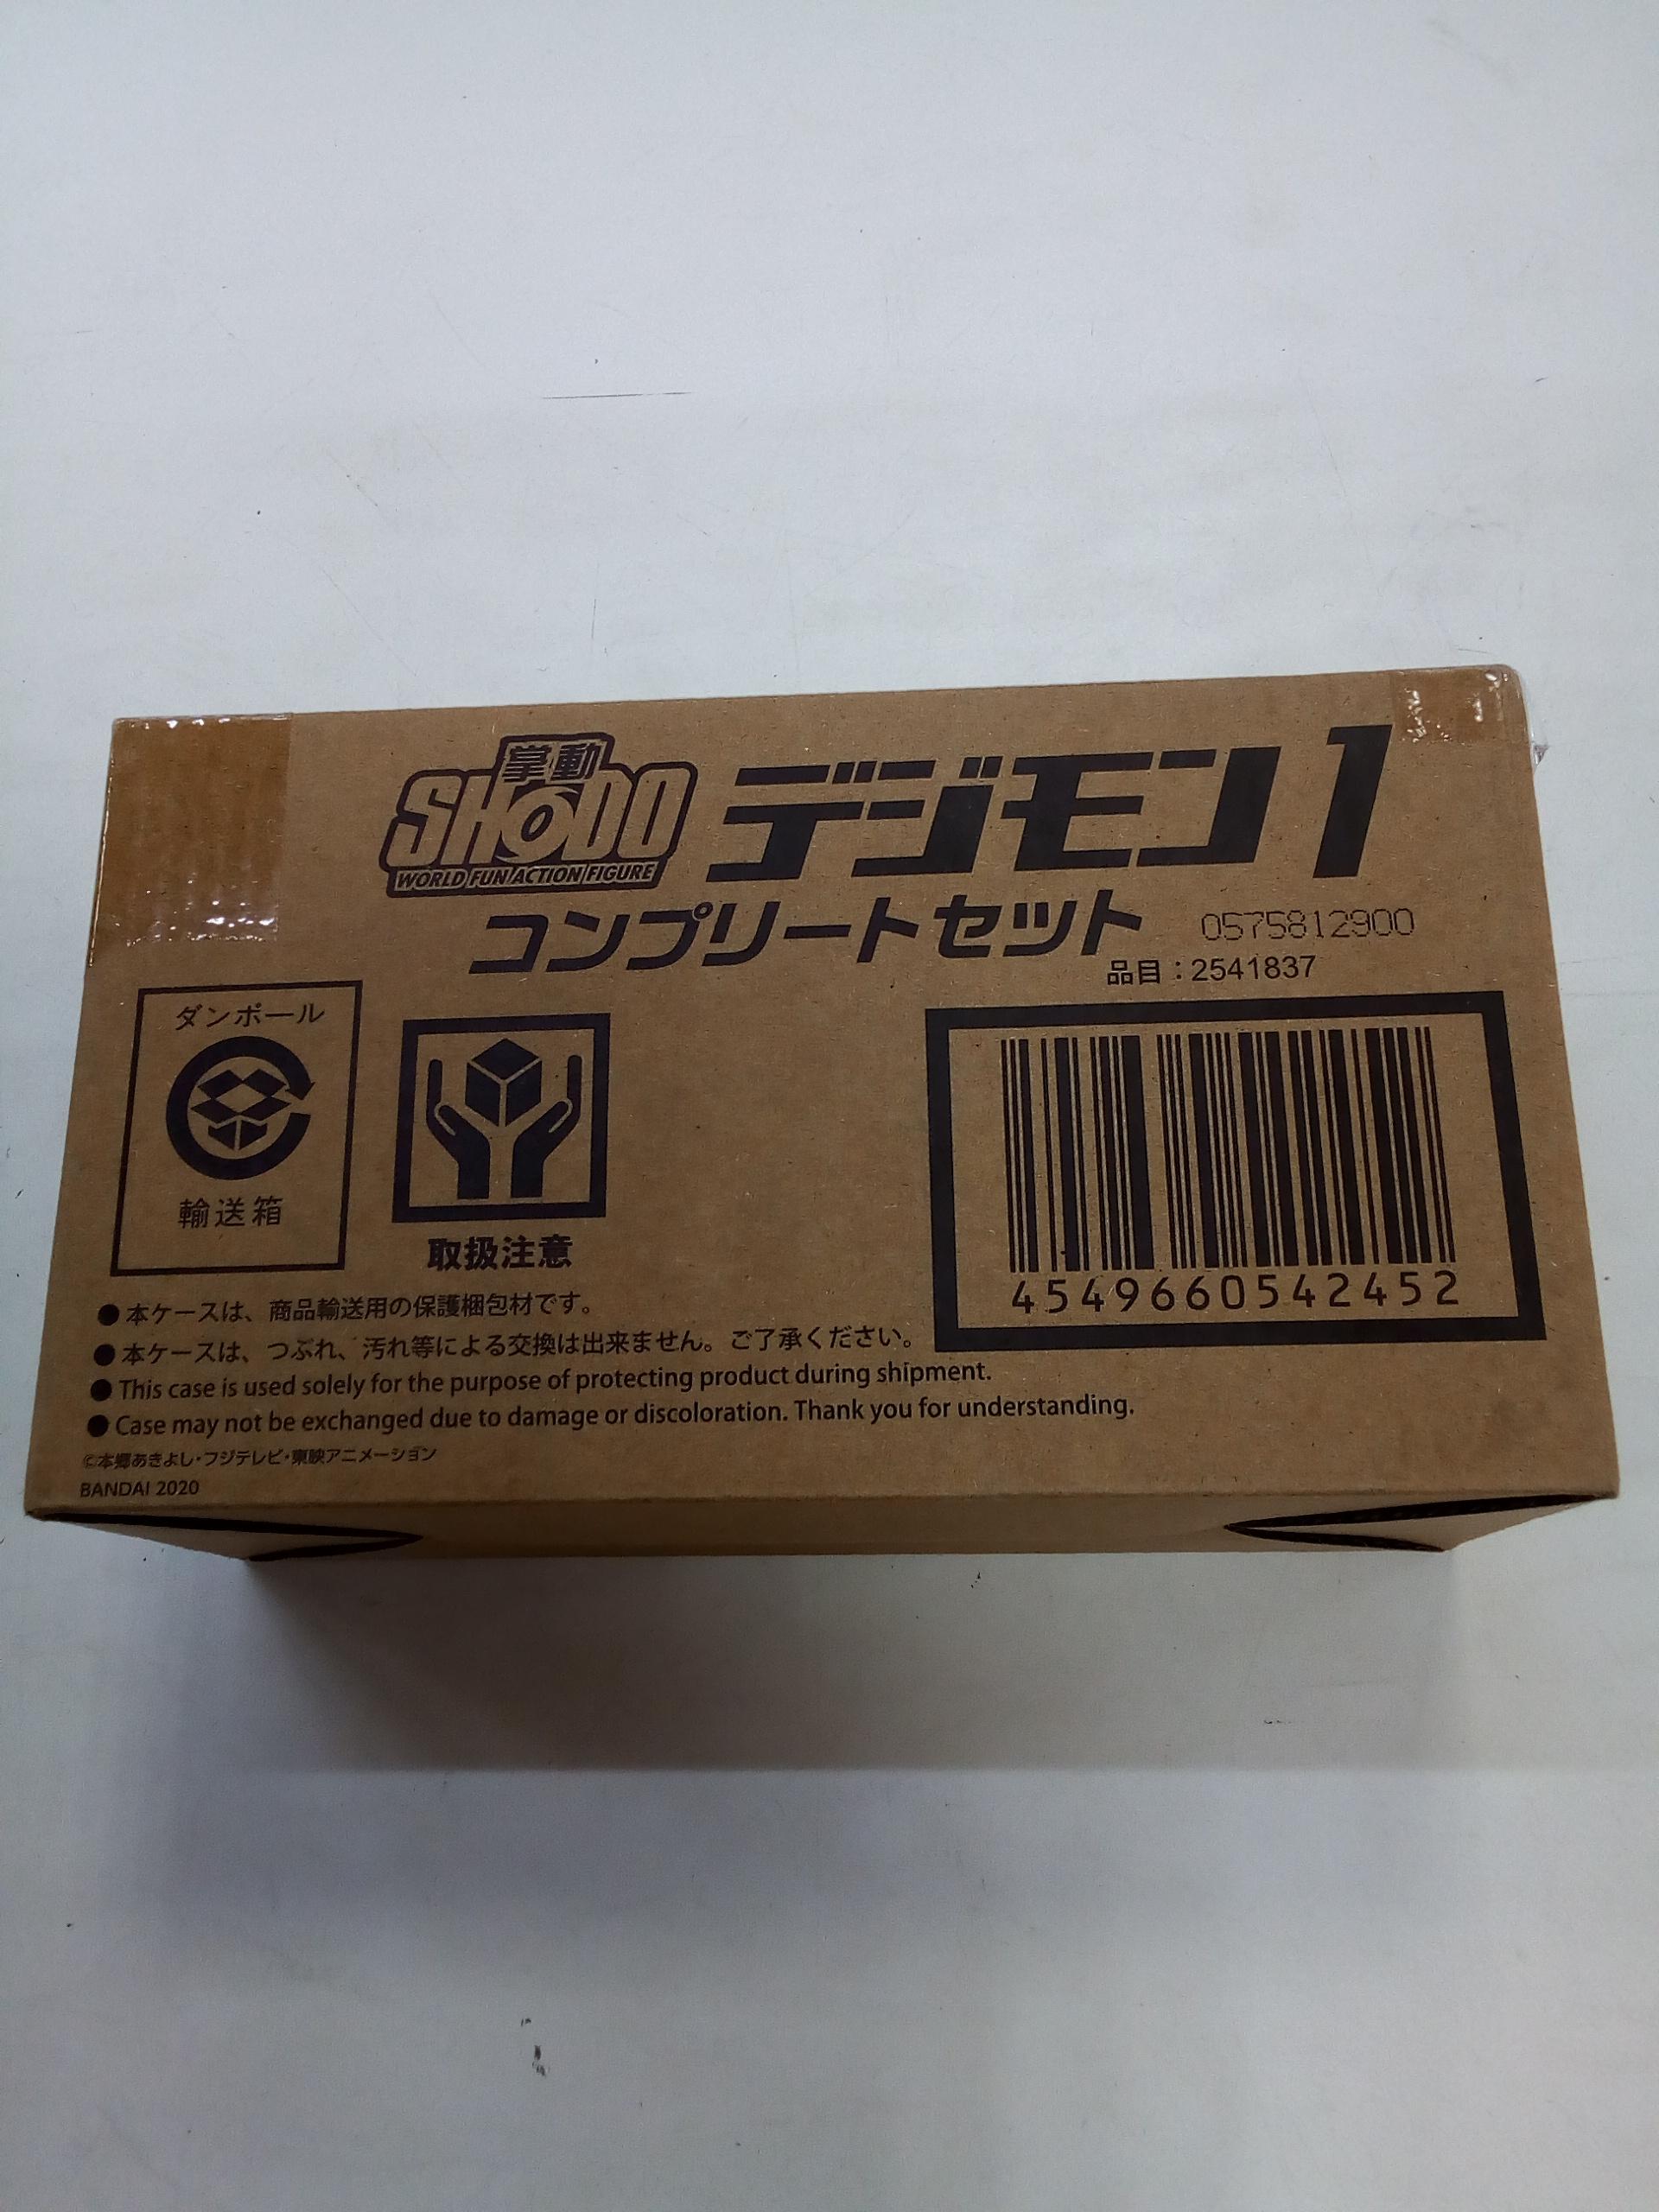 掌動
SHODO
WORLD FUN ACTION FIGURE
デジモン1
コンプリートセット
0575812900
品目：2541837
ダンボール
輸送箱
取扱注意
4549660542452
●本ケースは、商品輸送用の保護梱包材です。
●本ケースは、つぶれ、汚れ等による交換は出来ません。ご了承ください。
●This case is used solely for the purpose of protecting product during shipment.
●Case may not be exchanged due to damage or discoloration. Thank you for understanding.
©本郷あきよし・フジテレビ・東映アニメーション
BANDAI 2020